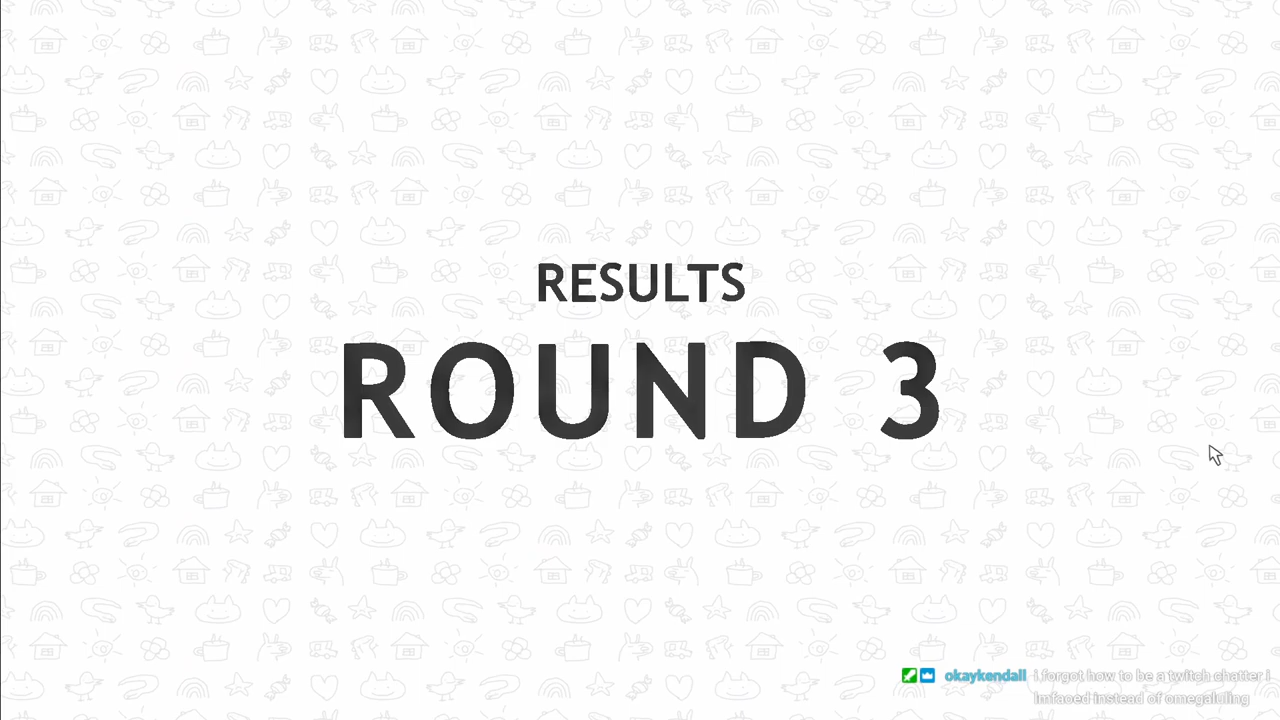 RESULTS
ROUND 3
okaykendall i forgot how to be a twitch chatter i
lmfaoed instead of omegaluling